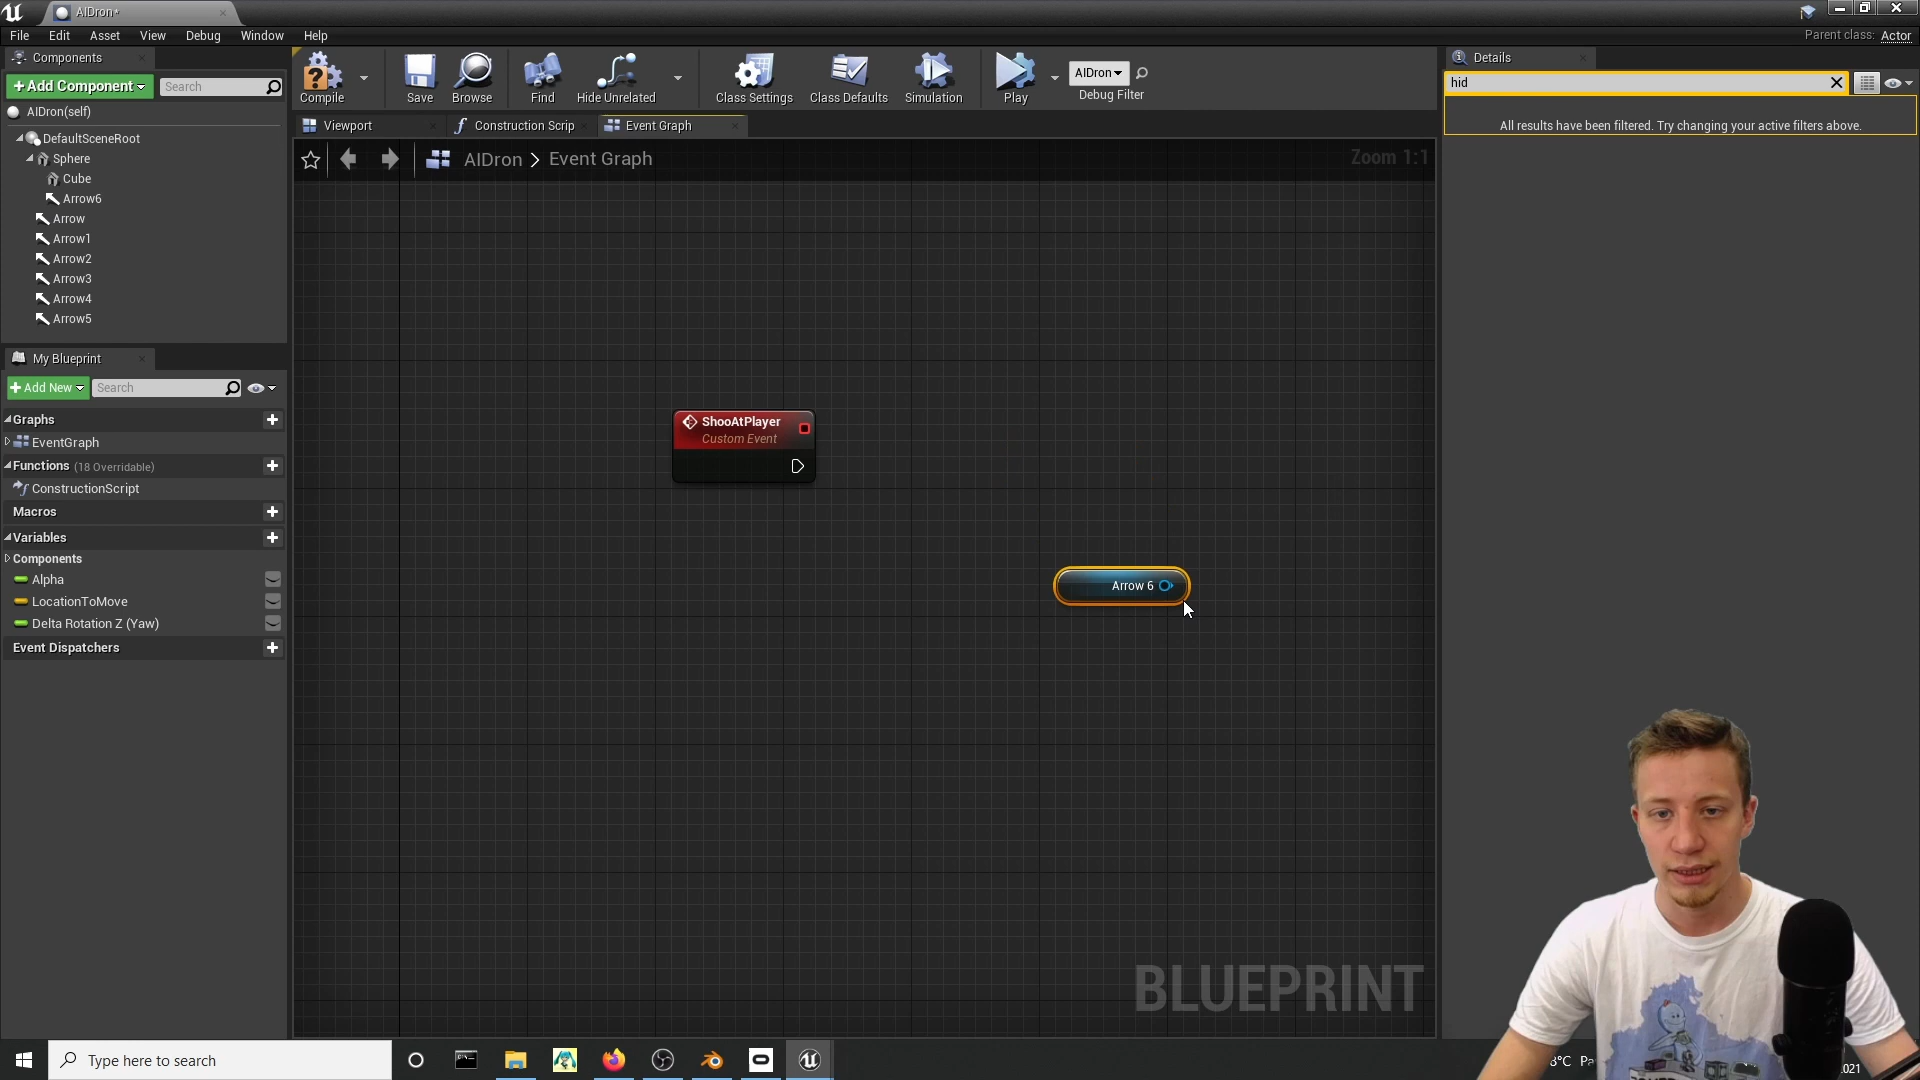 AIDron*
File Edit Asset View Debug Window Help
Parent class: Actor
Components
+Add Component
Search
AIDron(self)
DefaultSceneRoot
Sphere
Cube
Arrow6
Arrow
Arrow1
Arrow2
Arrow3
Arrow4
Arrow5
My Blueprint
+Add New
Search
Graphs
EventGraph
Functions (18 Overridable)
ConstructionScript
Macros
Variables
Components
Alpha
LocationToMove
Delta Rotation Z (Yaw)
Event Dispatchers
Compile Save Browse Find Hide Unrelated Class Settings Class Defaults Simulation Play
AIDron
Debug Filter
Viewport Construction Scrip Event Graph
AIDron > Event Graph
Zoom 1:1
ShooAtPlayer
Custom Event
Arrow 6
BLUEPRINT
Details
hid
All results have been filtered. Try changing your active filters above.
Type here to search